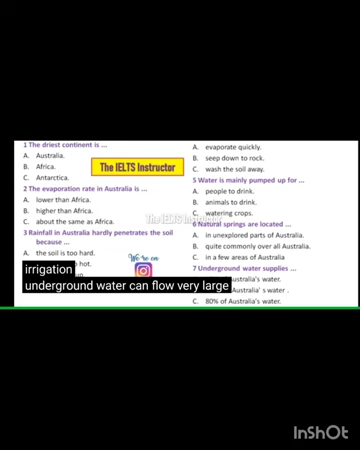 1 The driest continent is ...
A. Australia.
B. Africa.
C. Antarctica.
2 The evaporation rate in Australia is ...
A. lower than Africa.
B. higher than Africa.
C. about the same as Africa.
3 Rainfall in Australia hardly penetrates the soil
because ...
A. the soil is too hard.
hot.
The IELTS Instructor
The IELTS Instructor
We're on
A. evaporate quickly.
B. seep down to rock.
C. wash the soil away.
5 Water is mainly pumped up for ...
A. people to drink.
B. animals to drink.
C. watering crops.
6 Natural springs are located ...
A. in unexplored parts of Australia.
B. quite commonly over all Australia.
C. in a few areas of Australia
7 Underground water supplies ...
Australia's water.
Australia' s water .
C. 80% of Australia's water.
irrigation
underground water can flow very large
InShOt